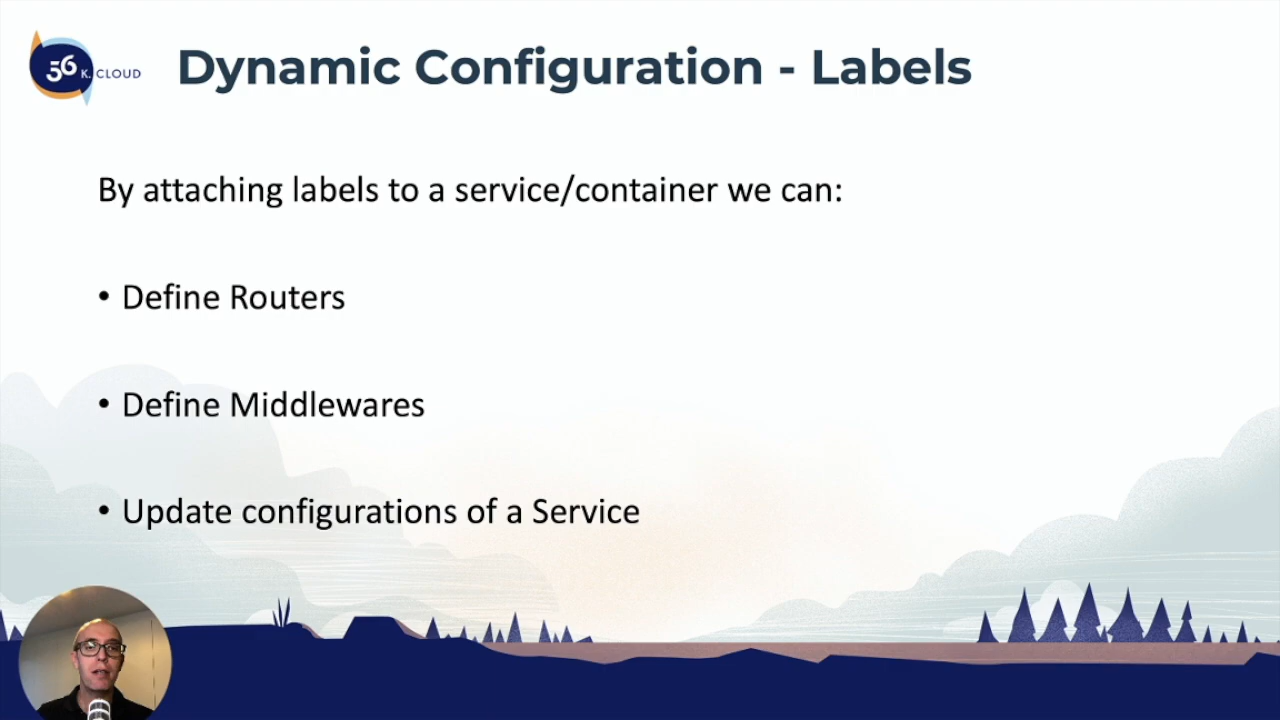 56 K. CLOUD
Dynamic Configuration - Labels
By attaching labels to a service/container we can:
• Define Routers
• Define Middlewares
• Update configurations of a Service